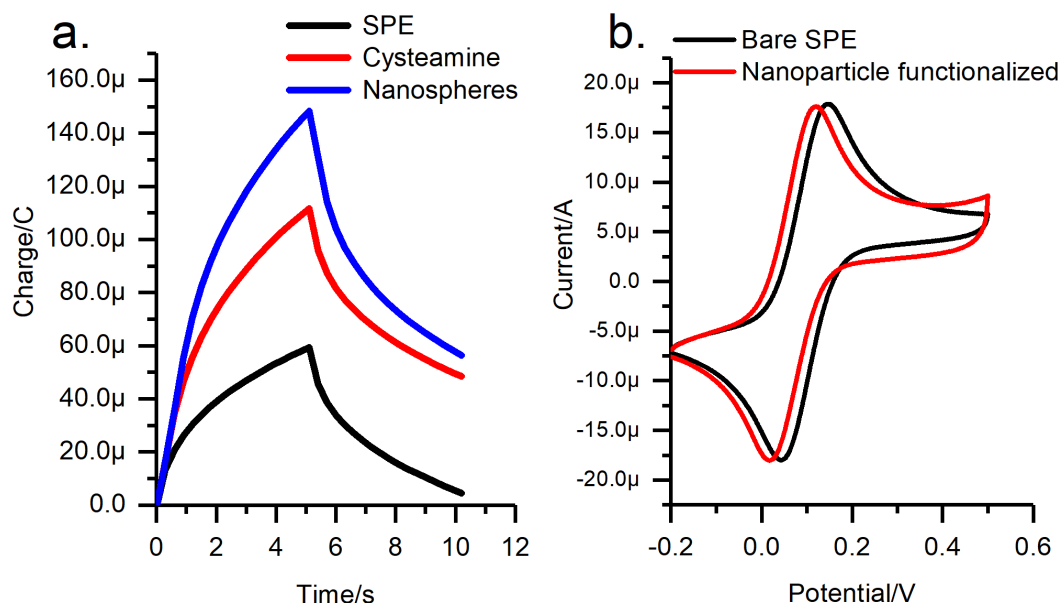 a.
SPE
Cysteamine
Nanospheres
Charge/C
160.0µ
140.0µ
120.0µ
100.0µ
80.0µ
60.0µ
40.0µ
20.0µ
0.0
0 2 4 6 8 10 12
Time/s
b.
Bare SPE
Nanoparticle functionalized
Current/A
20.0µ
15.0µ
10.0µ
5.0µ
0.0
-5.0µ
-10.0µ
-15.0µ
-20.0µ
-0.2 0.0 0.2 0.4 0.6
Potential/V